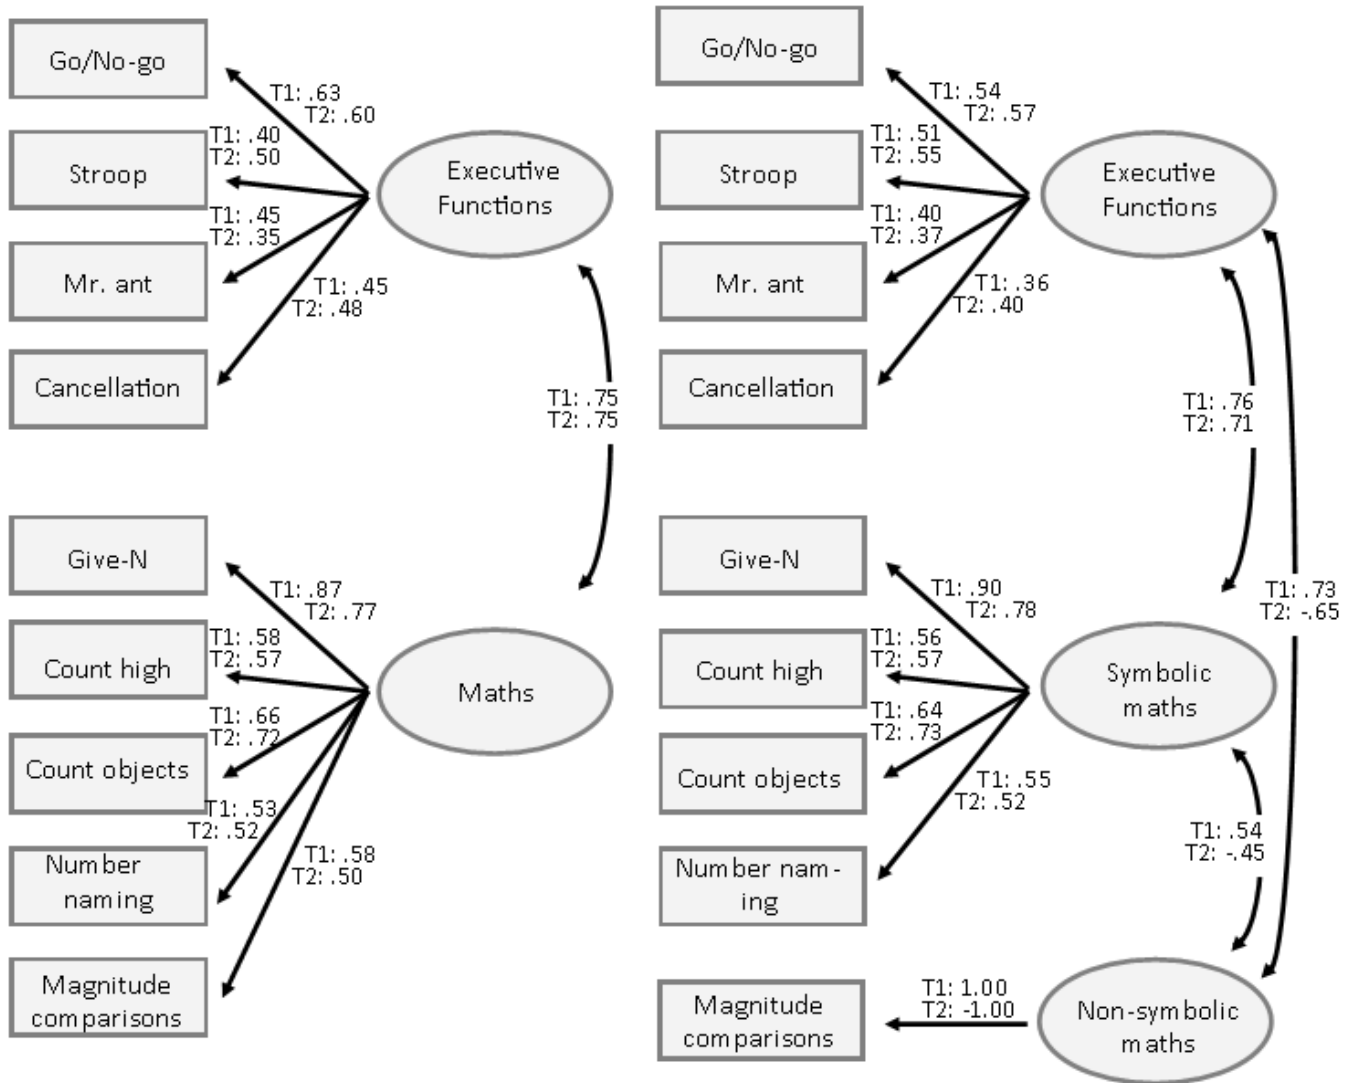 Go/No-go
T1: .63
T2: .60
Stroop
T1: .40
T2: .50
Executive
Functions
Mr. ant
T1: .45
T2: .35
T1: .45
T2: .48
Cancellation
T1: .75
T2: .75
Give-N
T1: .87
T2: .77
Count high
T1: .58
T2: .57
Maths
Count objects
T1: .66
T2: .72
T1: .53
T2: .52
Number
naming
T1: .58
T2: .50
Magnitude
comparisons
Go/No-go
T1: .54
T2: .57
Stroop
T1: .51
T2: .55
Executive
Functions
Mr. ant
T1: .40
T2: .37
T1: .36
T2: .40
Cancellation
T1: .76
T2: .71
Give-N
T1: .90
T2: .78
T1: .73
T2: -.65
Count high
T1: .56
T2: .57
Symbolic
maths
Count objects
T1: .64
T2: .73
T1: .55
T2: .52
T1: .54
T2: -.45
Number nam-
ing
Magnitude
comparisons
T1: 1.00
T2: -1.00
Non-symbolic
maths